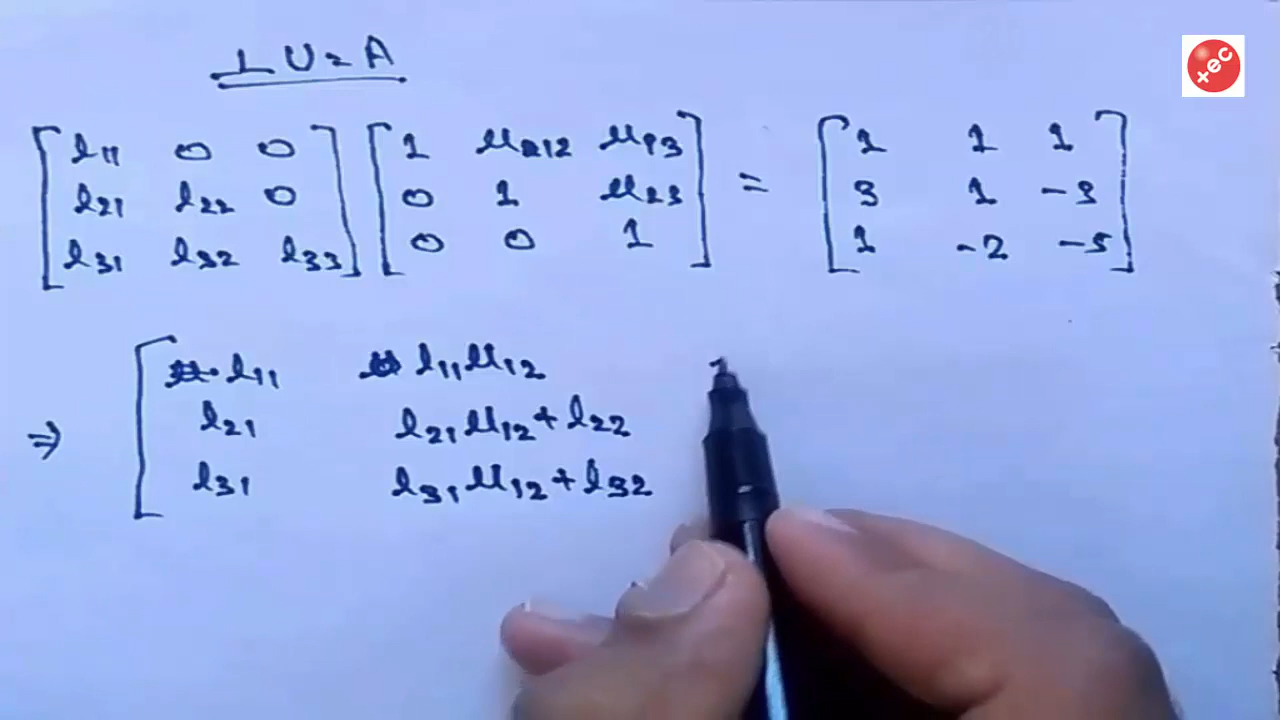 LU=A
[l11 0 0] [1 u12 u13] = [1 1 1]
[l21 l22 0] [0 1 u23] [3 1 -3]
[l31 l32 l33] [0 0 1] [1 -2 -5]
⇒ [l11 l11u12
l21 l21u12+l22
l31 l31u12+l32
xec